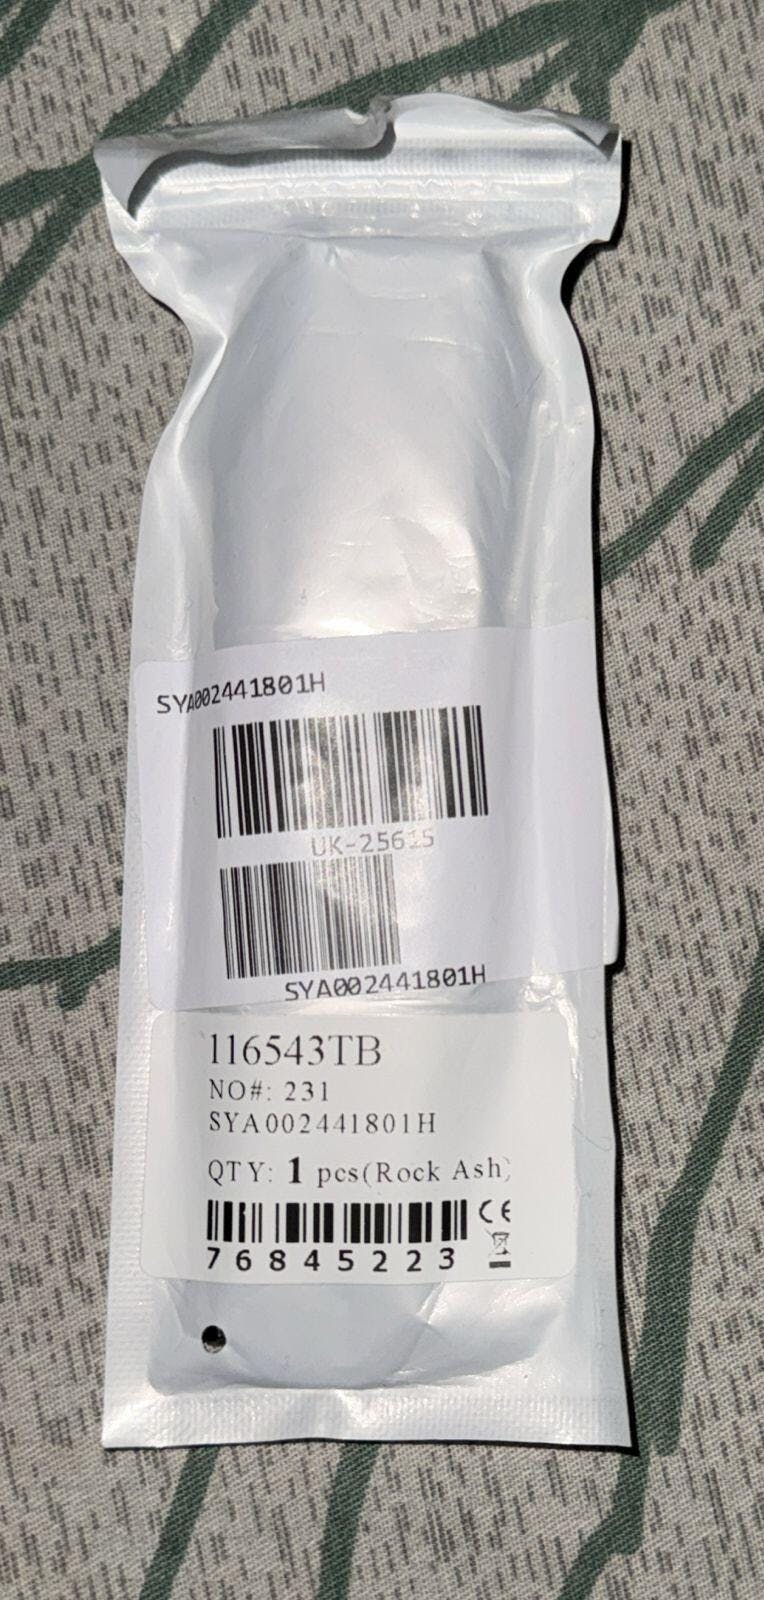 SYA002441801H
UK-25615
SYA002441801H
116543TB
NO#: 231
SYA002441801H
QTY: 1 pcs(Rock Ash)
CE
76845223